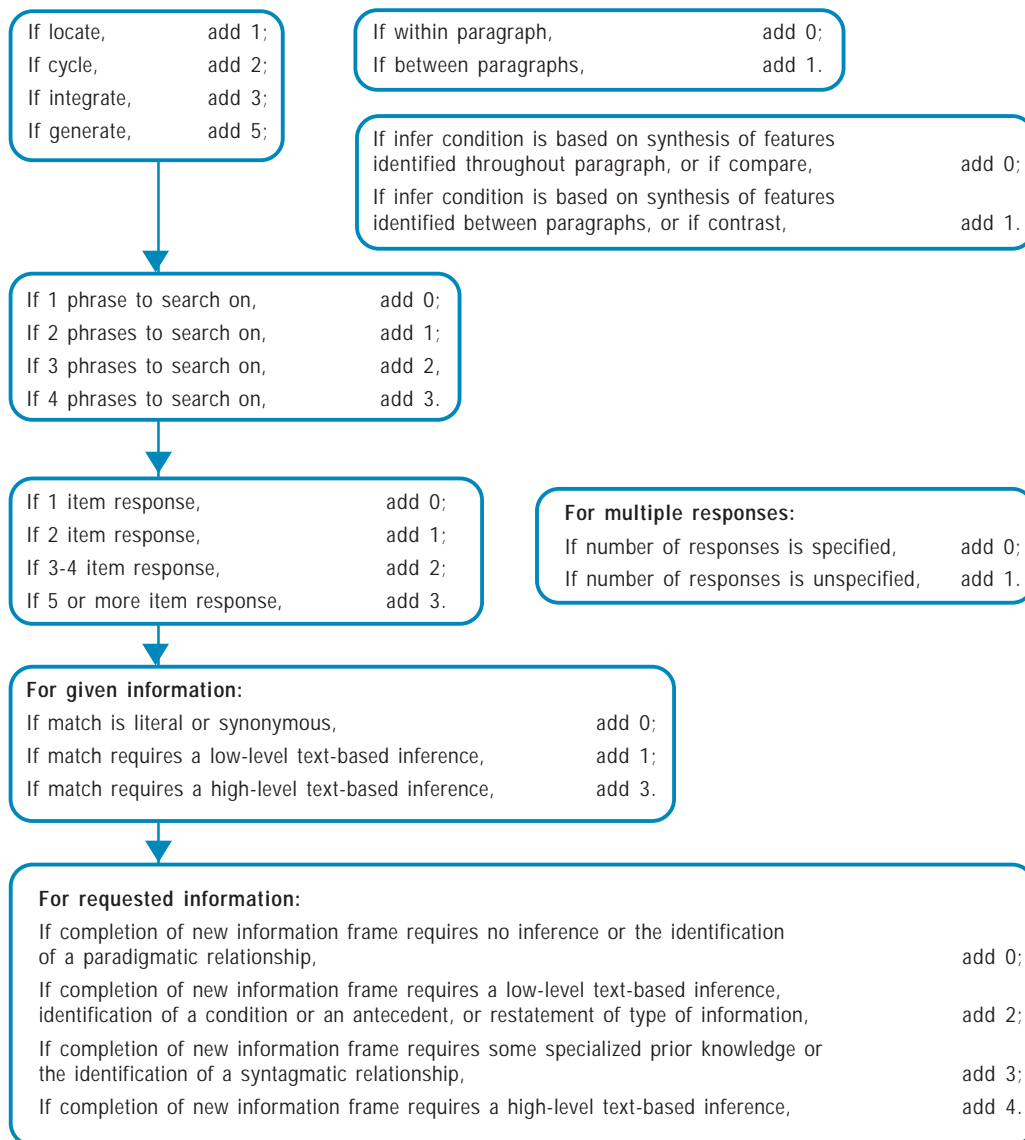 If locate, add 1;
If cycle, add 2;
If integrate, add 3;
If generate, add 5;
If within paragraph, add 0;
If between paragraphs, add 1.
If infer condition is based on synthesis of features
identified throughout paragraph, or if compare, add 0;
If infer condition is based on synthesis of features
identified between paragraphs, or if contrast, add 1.
If 1 phrase to search on, add 0;
If 2 phrases to search on, add 1;
If 3 phrases to search on, add 2,
If 4 phrases to search on, add 3.
If 1 item response, add 0;
If 2 item response, add 1;
If 3-4 item response, add 2;
If 5 or more item response, add 3.
For multiple responses:
If number of responses is specified, add 0;
If number of responses is unspecified, add 1.
For given information:
If match is literal or synonymous, add 0;
If match requires a low-level text-based inference, add 1;
If match requires a high-level text-based inference, add 3.
For requested information:
If completion of new information frame requires no inference or the identification
of a paradigmatic relationship, add 0;
If completion of new information frame requires a low-level text-based inference,
identification of a condition or an antecedent, or restatement of type of information, add 2;
If completion of new information frame requires some specialized prior knowledge or
the identification of a syntagmatic relationship, add 3;
If completion of new information frame requires a high-level text-based inference, add 4.